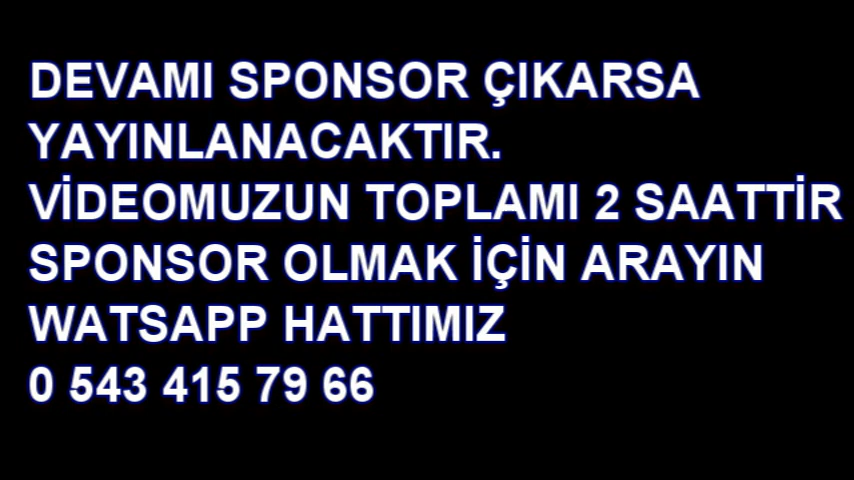 DEVAMI SPONSOR ÇIKARSA
YAYINLANACAKTIR.
VİDEOMUZUN TOPLAMI 2 SAATTİR
SPONSOR OLMAK İÇİN ARAYIN
WATSAPP HATTIMIZ
0 543 415 79 66